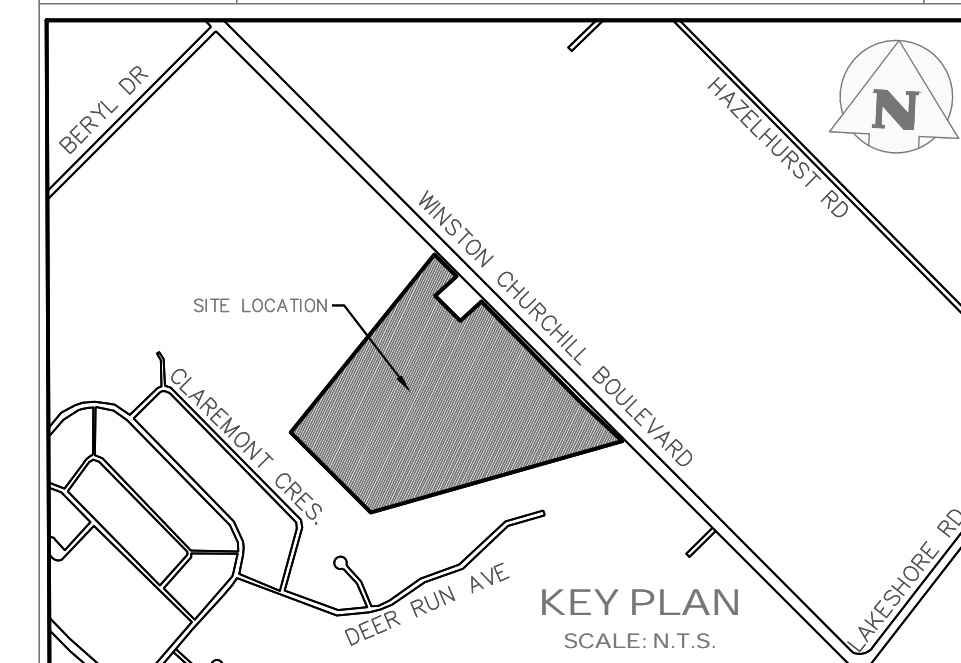 BERYL DR
HAZELHURST RD
N
WINSTON CHURCHILL BOULEVARD
SITE LOCATION
CLAREMONT CRES.
DEER RUN AVE
LAKESHORE RD
KEY PLAN
SCALE: N.T.S.